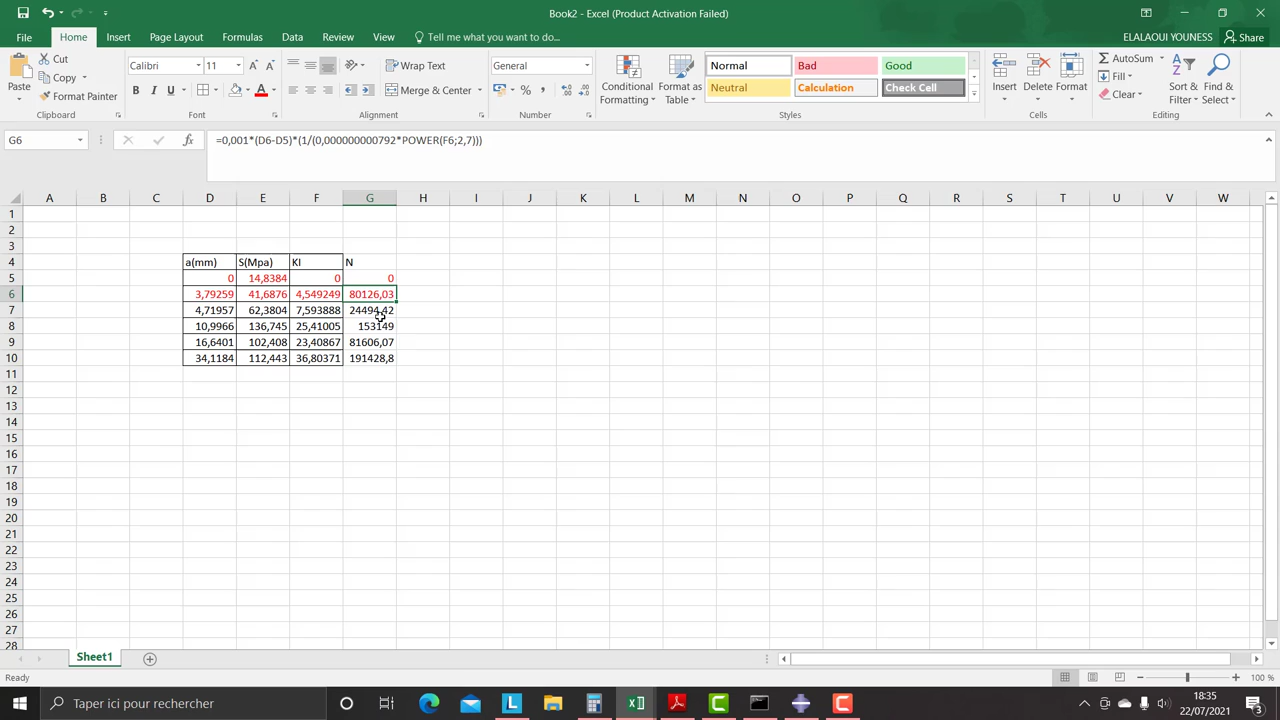 Book2 - Excel (Product Activation Failed)
File Home Insert Page Layout Formulas Data Review View Tell me what you want to do... ELALAOUI YOUNESS Share
Paste Cut Copy Format Painter Clipboard
Calibri 11 A A B I U A Font
Wrap Text Merge & Center Alignment
General % , Number
Conditional Formatting Format as Table Normal Bad Good Neutral Calculation Check Cell Styles
Insert Delete Format Cells
AutoSum Fill Clear Sort & Filter Find & Select Editing
G6 fx =0,001*(D6-D5)*(1/(0,000000000792*POWER(F6;2,7)))
A B C D E F G H I J K L M N O P Q R S T U V W
1
2
3
4 a(mm) S(Mpa) KI N
5 0 14,8384 0 0
6 3,79259 41,6876 4,549249 80126,03
7 4,71957 62,3804 7,593888 24494,42
8 10,9966 136,745 25,41005 153149
9 16,6401 102,408 23,40867 81606,07
10 34,1184 112,443 36,80371 191428,8
11
12
13
14
15
16
17
18
19
20
21
22
23
24
25
26
27
28
Sheet1
Ready 100 %
Taper ici pour rechercher L 18:35
22/07/2021 3